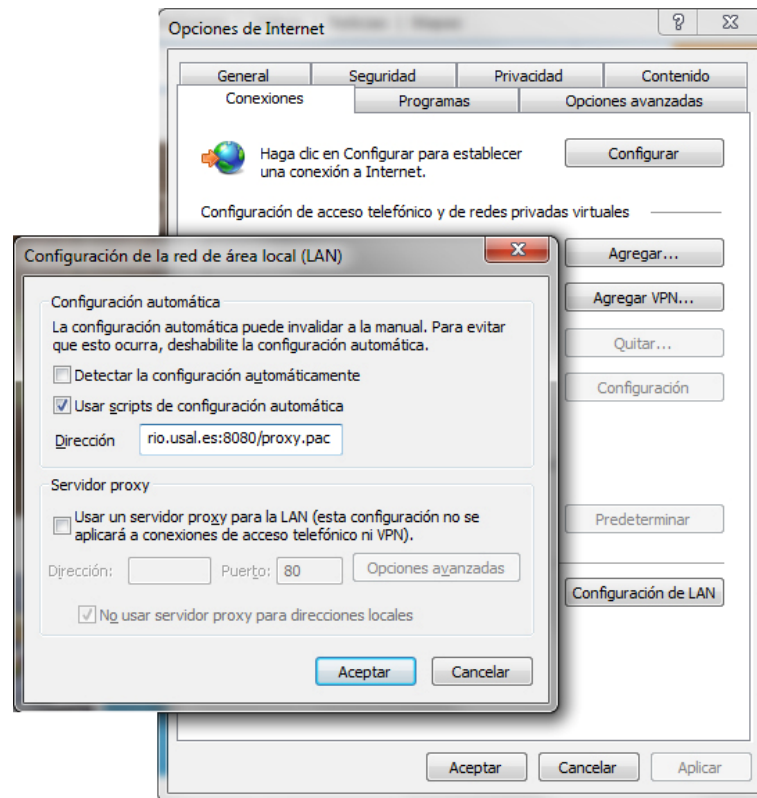 Opciones de Internet
General
Seguridad
Privacidad
Contenido
Conexiones
Programas
Opciones avanzadas
Haga clic en Configurar para establecer
una conexión a Internet.
Configurar
Configuración de acceso telefónico y de redes privadas virtuales
Agregar...
Agregar VPN...
Quitar...
Configuración
Predeterminar
Configuración de LAN
Aceptar
Cancelar
Aplicar
Configuración de la red de área local (LAN)
Configuración automática
La configuración automática puede invalidar a la manual. Para evitar
que esto ocurra, deshabilite la configuración automática.
Detectar la configuración automáticamente
Usar scripts de configuración automática
Dirección
rio.usal.es:8080/proxy.pac
Servidor proxy
Usar un servidor proxy para la LAN (esta configuración no se
aplicará a conexiones de acceso telefónico ni VPN).
Dirección:
Puerto:
80
Opciones avanzadas
No usar servidor proxy para direcciones locales
Aceptar
Cancelar